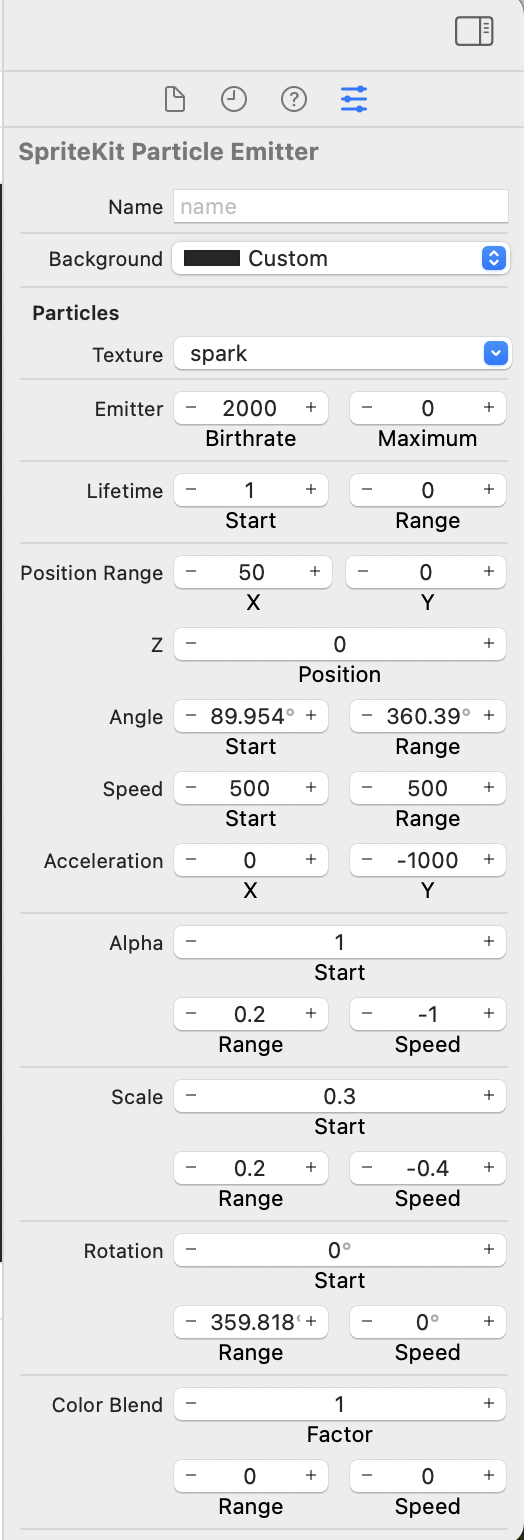 SpriteKit Particle Emitter
Name name
Background Custom
Particles
Texture spark
Emitter − 2000 + − 0 +
Birthrate Maximum
Lifetime − 1 + − 0 +
Start Range
Position Range − 50 + − 0 +
X Y
Z − 0 +
Position
Angle − 89.954° + − 360.39° +
Start Range
Speed − 500 + − 500 +
Start Range
Acceleration − 0 + − -1000 +
X Y
Alpha − 1 +
Start
− 0.2 + − -1 +
Range Speed
Scale − 0.3 +
Start
− 0.2 + − -0.4 +
Range Speed
Rotation − 0° +
Start
− 359.818° + − 0° +
Range Speed
Color Blend − 1 +
Factor
− 0 + − 0 +
Range Speed